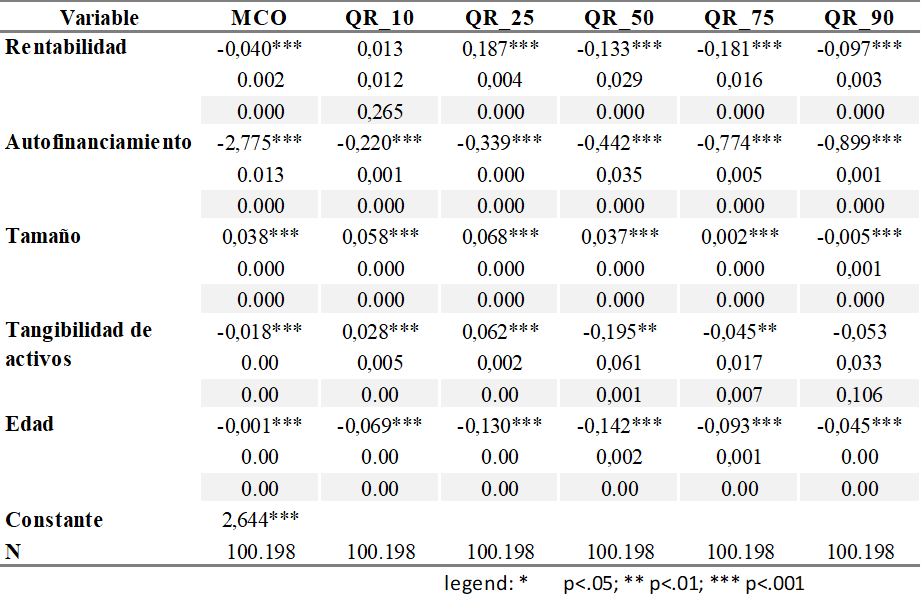 Variable MCO QR_10 QR_25 QR_50 QR_75 QR_90
Rentabilidad -0,040*** 0,013 0,187*** -0,133*** -0,181*** -0,097***
0.002 0,012 0,004 0,029 0,016 0,003
0.000 0,265 0.000 0.000 0.000 0.000
Autofinanciamiento -2,775*** -0,220*** -0,339*** -0,442*** -0,774*** -0,899***
0.013 0,001 0.000 0,035 0,005 0,001
0.000 0.000 0.000 0.000 0.000 0.000
Tamaño 0,038*** 0,058*** 0,068*** 0,037*** 0,002*** -0,005***
0.000 0.000 0.000 0.000 0.000 0,001
0.000 0.000 0.000 0.000 0.000 0.000
Tangibilidad de -0,018*** 0,028*** 0,062*** -0,195** -0,045** -0,053
activos 0.00 0,005 0,002 0,061 0,017 0,033
0.00 0.00 0.00 0,001 0,007 0,106
Edad -0,001*** -0,069*** -0,130*** -0,142*** -0,093*** -0,045***
0.00 0.00 0.00 0,002 0,001 0.00
0.00 0.00 0.00 0.00 0.00 0.00
Constante 2,644***
N 100.198 100.198 100.198 100.198 100.198 100.198
legend: * p<.05; ** p<.01; *** p<.001